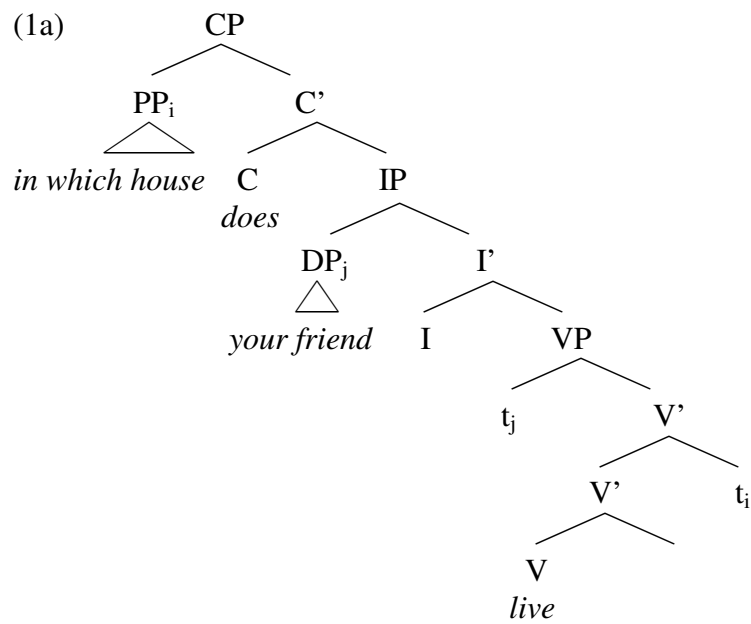 (1a) CP
PPi C’
in which house C IP
does
DPj I’
your friend I VP
tj V’
V’ ti
V
live